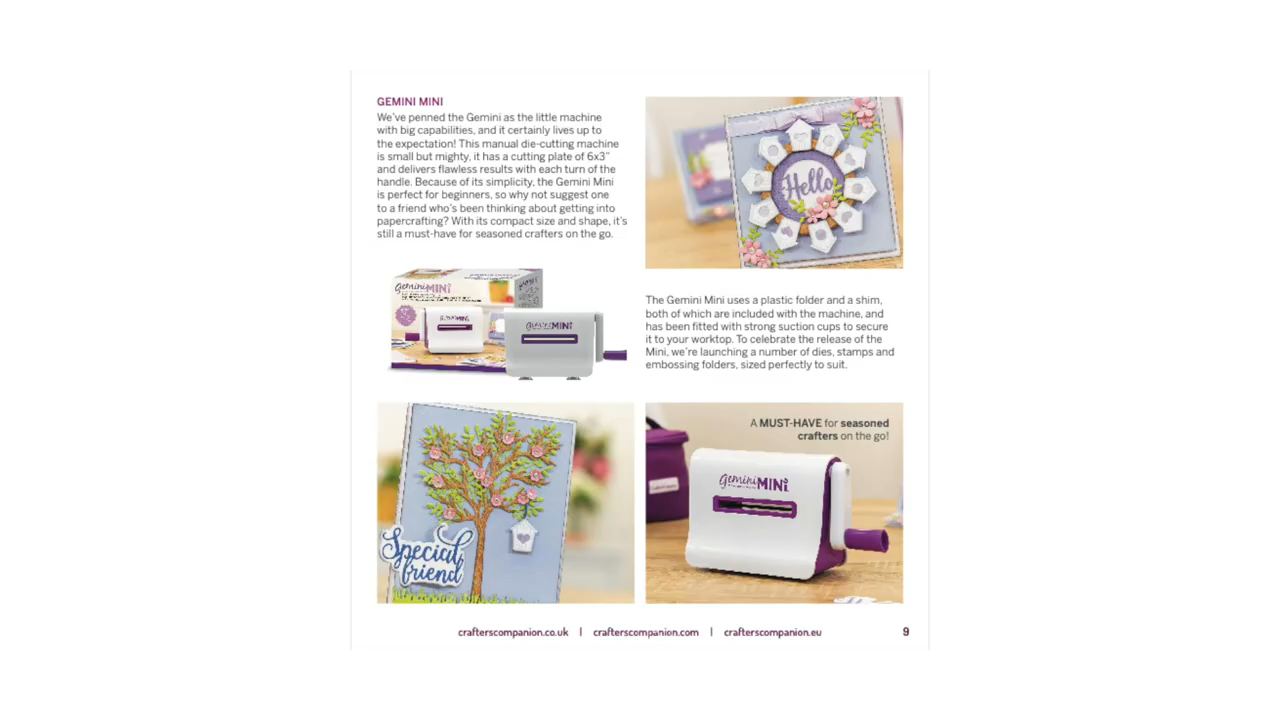 GEMINI MINI
We've penned the Gemini as the little machine
with big capabilities, and it certainly lives up to
the expectation! This manual die-cutting machine
is small but mighty, it has a cutting plate of 6x3"
and delivers flawless results with each turn of the
handle. Because of its simplicity, the Gemini Mini
is perfect for beginners, so why not suggest one
to a friend who's been thinking about getting into
papercrafting? With its compact size and shape, it's
still a must-have for seasoned crafters on the go.
Hello
Gemini MINI
Gemini MINI
Gemini MINI
The Gemini Mini uses a plastic folder and a shim,
both of which are included with the machine, and
has been fitted with strong suction cups to secure
it to your worktop. To celebrate the release of the
Mini, we're launching a number of dies, stamps and
embossing folders, sized perfectly to suit.
Special
friend
A MUST-HAVE for seasoned
crafters on the go!
Gemini MINI
crafterscompanion.co.uk | crafterscompanion.com | crafterscompanion.eu
9